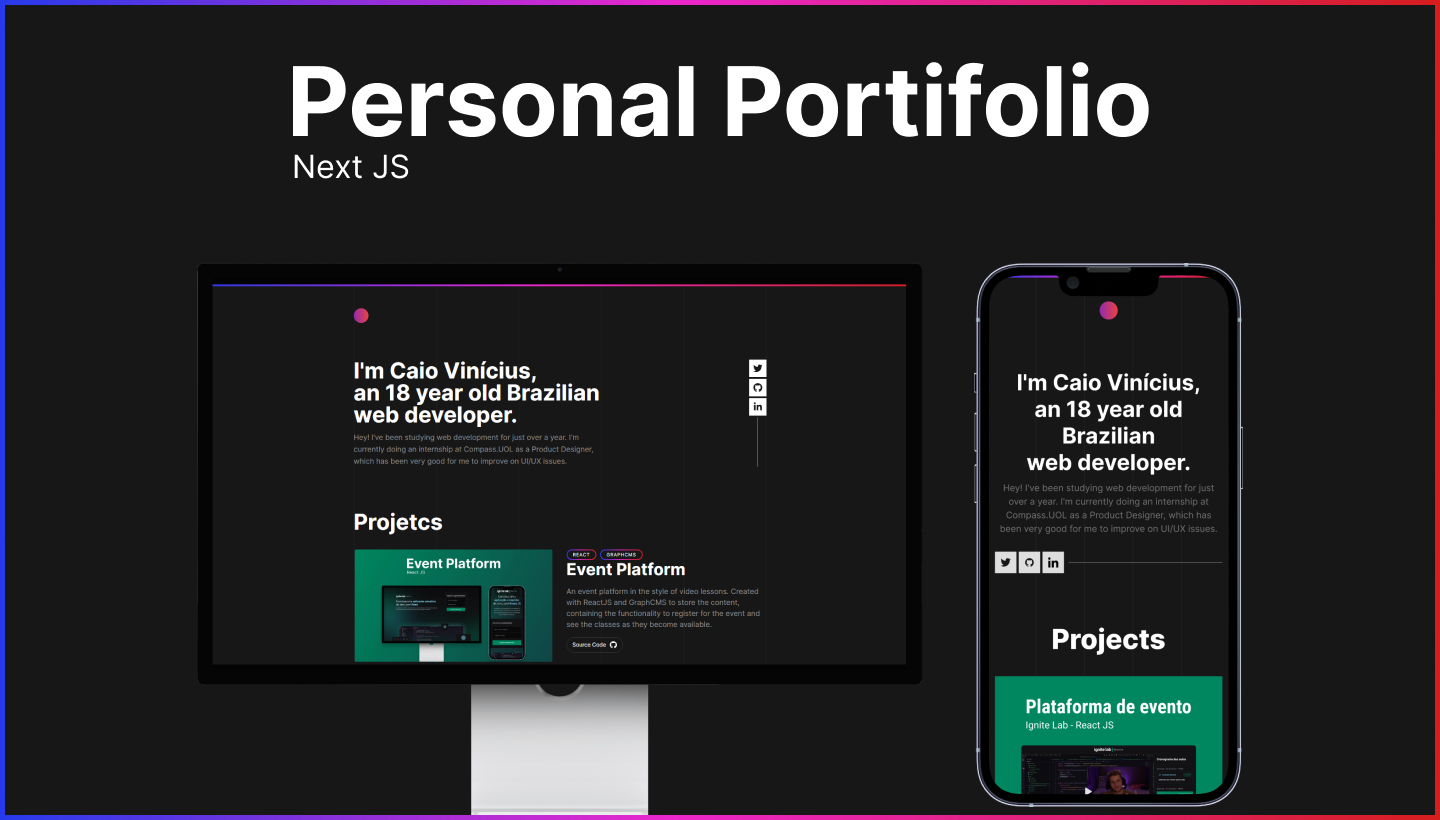 Personal Portifolio
Next JS
I'm Caio Vinícius,
an 18 year old Brazilian
web developer.
Hey! I've been studying web development for just over a year. I'm
currently doing an internship at Compass.UOL as a Product Designer,
which has been very good for me to improve on UI/UX issues.
in
Projetcs
Event Platform
React JS
REACT
GRAPHCMS
Event Platform
An event platform in the style of video lessons. Created
with ReactJS and GraphCMS to store the content,
containing the functionality to register for the event and
see the classes as they become available.
Source Code
I'm Caio Vinícius,
an 18 year old
Brazilian
web developer.
Hey! I've been studying web development for just
over a year. I'm currently doing an internship at
Compass.UOL as a Product Designer, which has
been very good for me to improve on UI/UX issues.
in
Projects
Plataforma de evento
Ignite Lab - React JS
ignite lab